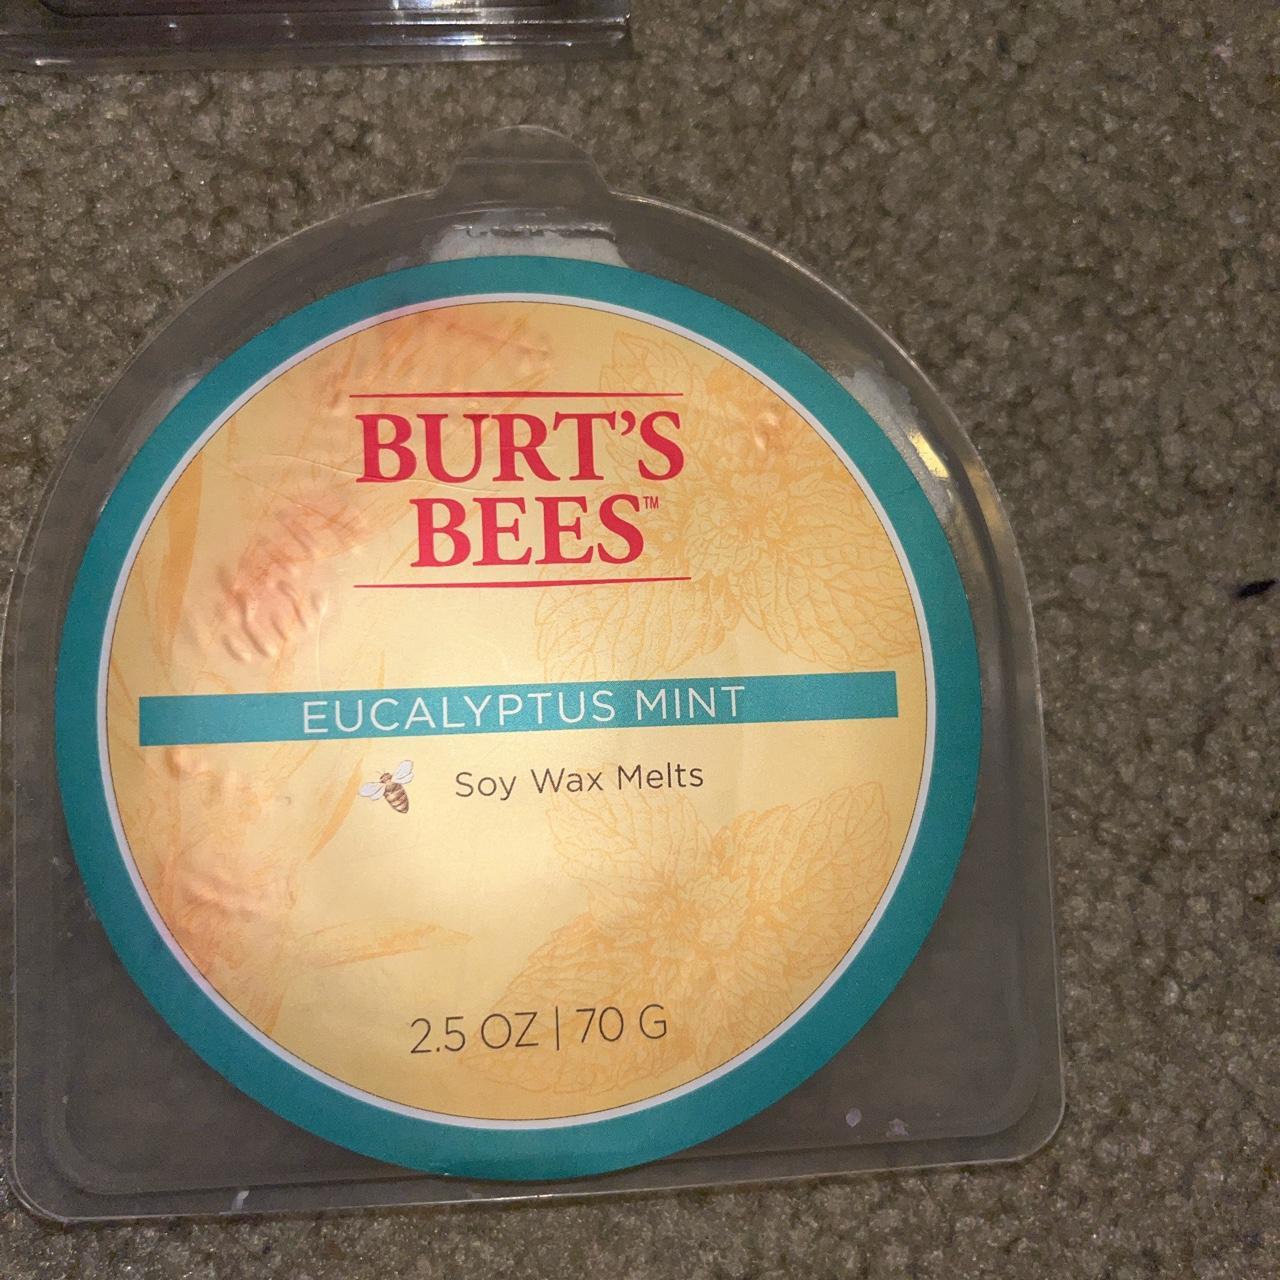 BURT'S
BEES™
EUCALYPTUS MINT
Soy Wax Melts
2.5 OZ | 70 G